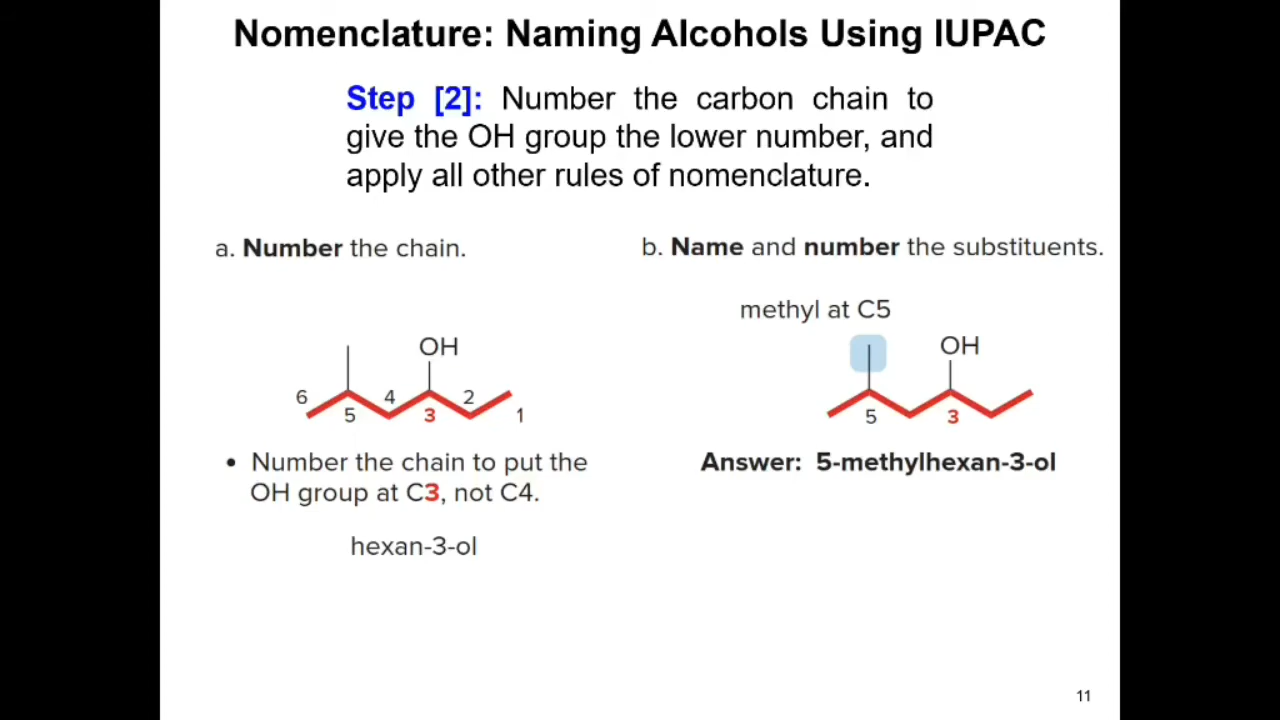 Nomenclature: Naming Alcohols Using IUPAC
Step [2]: Number the carbon chain to
give the OH group the lower number, and
apply all other rules of nomenclature.
a. Number the chain.
b. Name and number the substituents.
OH
6
5
4
3
2
1
methyl at C5
OH
5
3
• Number the chain to put the
OH group at C3, not C4.
hexan-3-ol
Answer: 5-methylhexan-3-ol
11